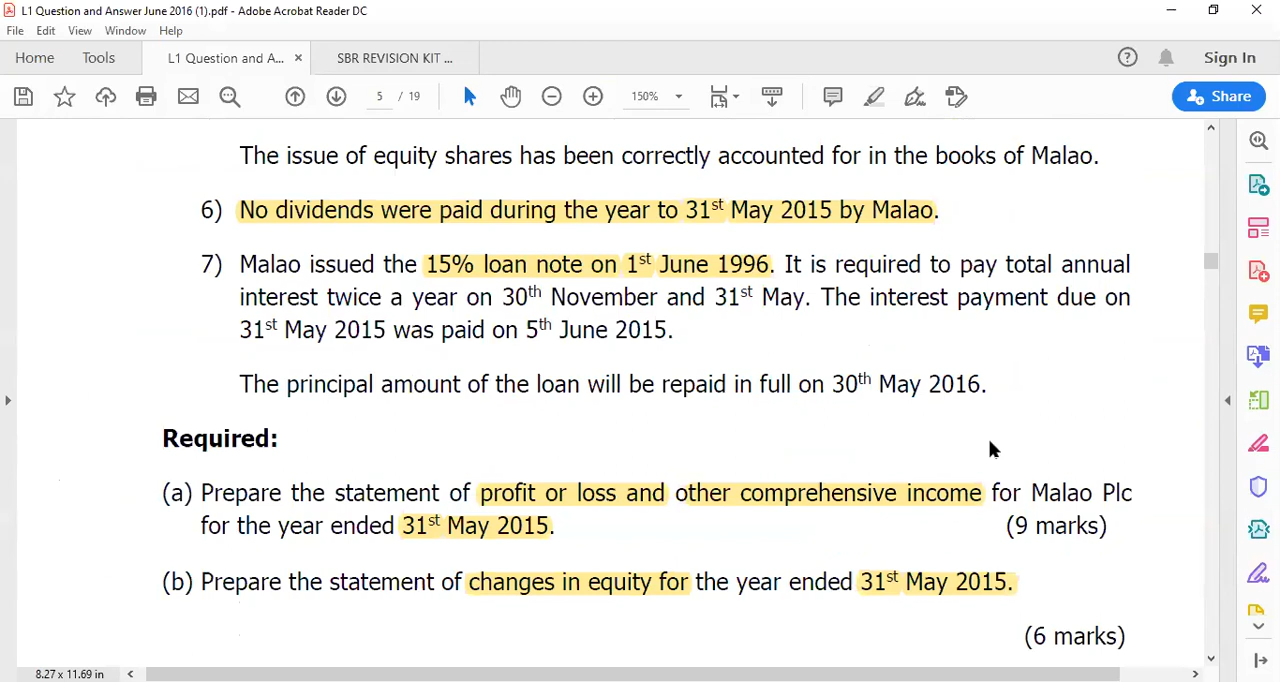 L1 Question and Answer June 2016 (1).pdf - Adobe Acrobat Reader DC
File Edit View Window Help
Home Tools L1 Question and A... × SBR REVISION KIT ... Sign In
5 / 19 150% Share
The issue of equity shares has been correctly accounted for in the books of Malao.
6) No dividends were paid during the year to 31st May 2015 by Malao.
7) Malao issued the 15% loan note on 1st June 1996. It is required to pay total annual
interest twice a year on 30th November and 31st May. The interest payment due on
31st May 2015 was paid on 5th June 2015.
The principal amount of the loan will be repaid in full on 30th May 2016.
Required:
(a) Prepare the statement of profit or loss and other comprehensive income for Malao Plc
for the year ended 31st May 2015. (9 marks)
(b) Prepare the statement of changes in equity for the year ended 31st May 2015.
(6 marks)
8.27 x 11.69 in